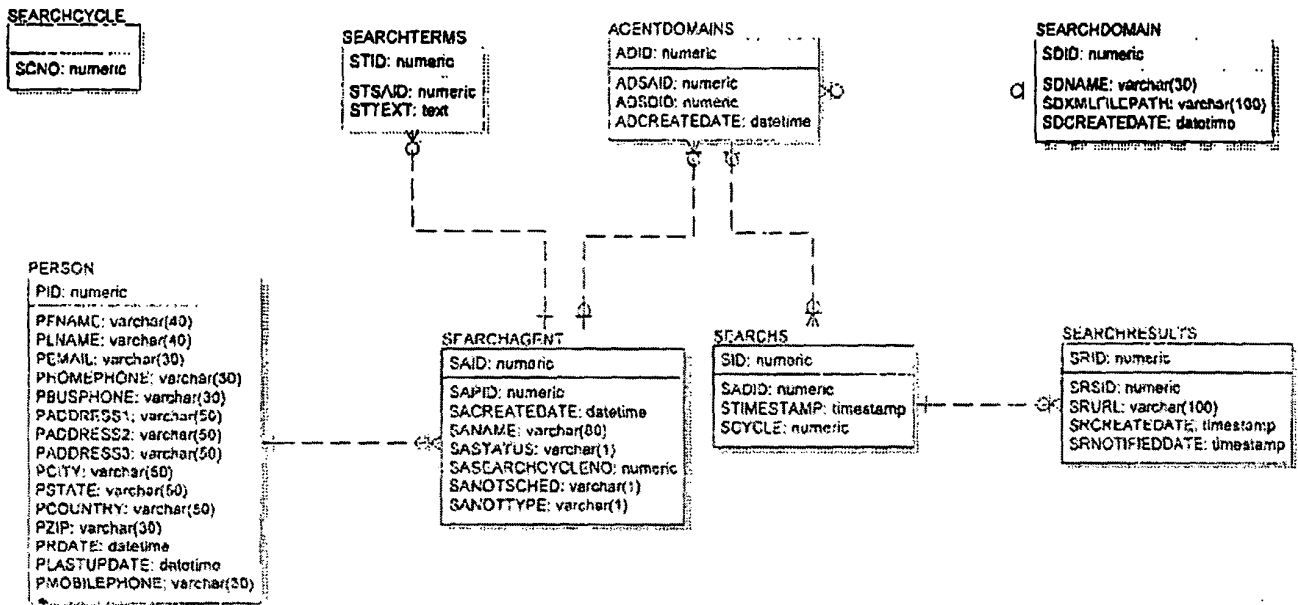 SEARCHCYCLE
SCNO: numeric
SEARCHTERMS
STID: numeric
STSAID: numeric
STTEXT: text
AGENTDOMAINS
ADID: numeric
ADSAID: numeric
ADSDID: numeric
ADCREATEDATE: datetime
SEARCHDOMAIN
SDID: numeric
SDNAME: varchar(30)
SDXMLFILEPATH: varchar(100)
SDCREATEDATE: datetime
PERSON
PID: numeric
PFNAME: varchar(40)
PLNAME: varchar(40)
PEMAIL: varchar(30)
PHOMEPHONE: varchar(30)
PBUSPHONE: varchar(30)
PADDRESS1: varchar(50)
PADDRESS2: varchar(50)
PADDRESS3: varchar(50)
PCITY: varchar(50)
PSTATE: varchar(50)
PCOUNTRY: varchar(50)
PZIP: varchar(30)
PRDATE: datetime
PLASTUPDATE: datetime
PMOBILEPHONE: varchar(30)
SEARCHAGENT
SAID: numeric
SAPID: numeric
SACREATEDATE: datetime
SANAME: varchar(80)
SASTATUS: varchar(1)
SASEARCHCYCLENO: numeric
SANOTSCHED: varchar(1)
SANOTTYPE: varchar(1)
SEARCHS
SID: numeric
SADID: numeric
STIMESTAMP: timestamp
SCYCLE: numeric
SEARCHRESULTS
SRID: numeric
SRSID: numeric
SRURL: varchar(100)
SRCREATEDATE: timestamp
SRNOTIFIEDDATE: timestamp